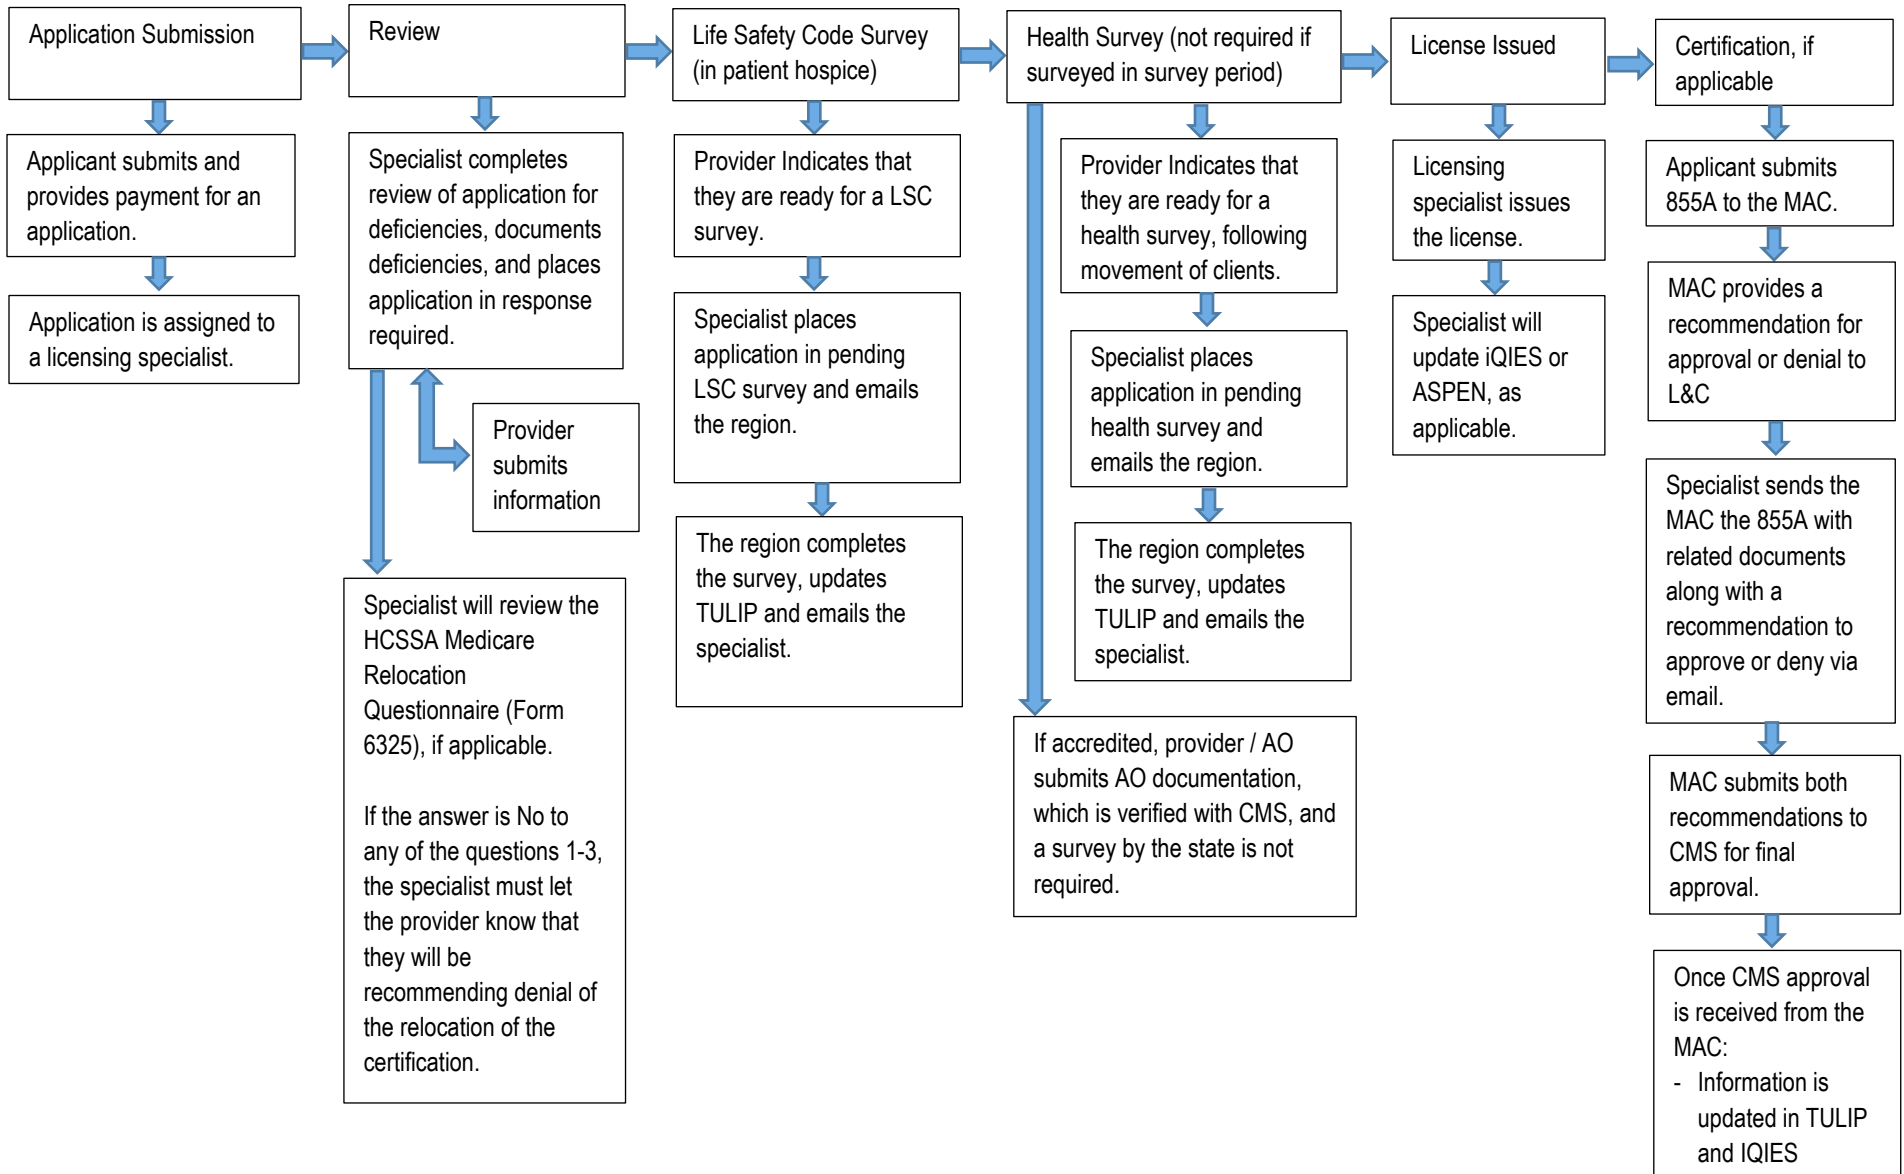 Application Submission
Applicant submits and
provides payment for an
application.
Application is assigned to
a licensing specialist.
Review
Specialist completes
review of application for
deficiencies, documents
deficiencies, and places
application in response
required.
Provider
submits
information
Specialist will review the
HCSSA Medicare
Relocation
Questionnaire (Form
6325), if applicable.
If the answer is No to
any of the questions 1-3,
the specialist must let
the provider know that
they will be
recommending denial of
the relocation of the
certification.
Life Safety Code Survey
(in patient hospice)
Provider Indicates that
they are ready for a LSC
survey.
Specialist places
application in pending
LSC survey and emails
the region.
The region completes
the survey, updates
TULIP and emails the
specialist.
Health Survey (not required if
surveyed in survey period)
Provider Indicates that
they are ready for a
health survey, following
movement of clients.
Specialist places
application in pending
health survey and
emails the region.
The region completes
the survey, updates
TULIP and emails the
specialist.
If accredited, provider / AO
submits AO documentation,
which is verified with CMS, and
a survey by the state is not
required.
License Issued
Licensing
specialist issues
the license.
Specialist will
update iQIES or
ASPEN, as
applicable.
Certification, if
applicable
Applicant submits
855A to the MAC.
MAC provides a
recommendation for
approval or denial to
L&C
Specialist sends the
MAC the 855A with
related documents
along with a
recommendation to
approve or deny via
email.
MAC submits both
recommendations to
CMS for final
approval.
Once CMS approval
is received from the
MAC:
- Information is
updated in TULIP
and IQIES